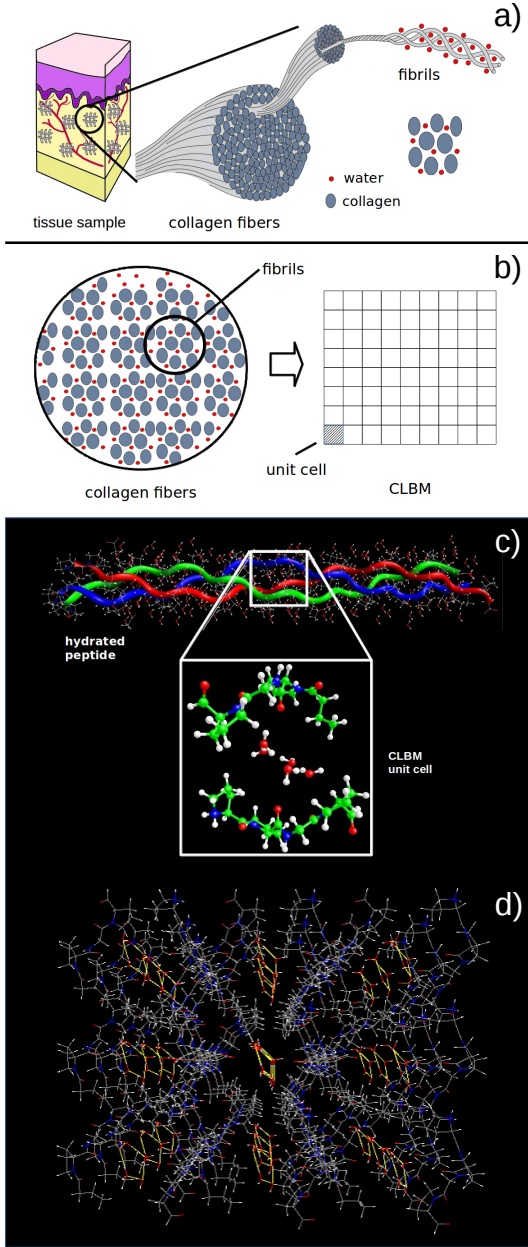 a)
fibrils
water
collagen
tissue sample
collagen fibers
b)
fibrils
unit cell
collagen fibers
CLBM
c)
hydrated
peptide
CLBM
unit cell
d)